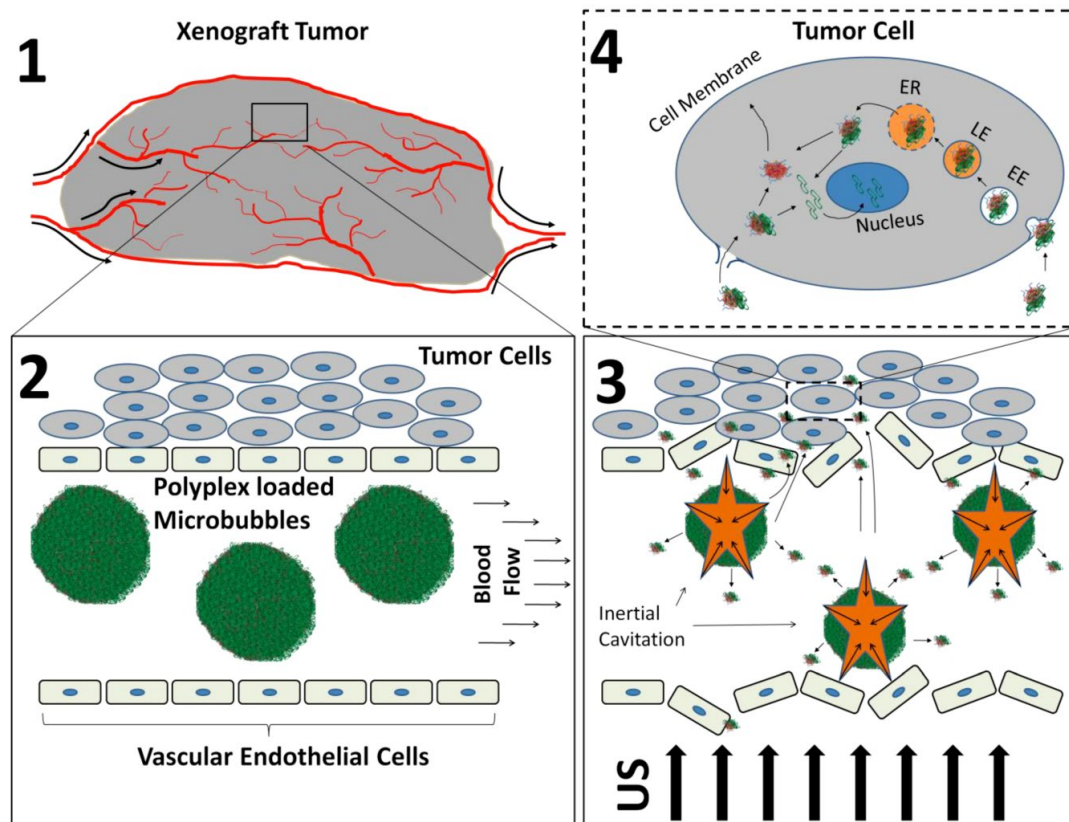 1
Xenograft Tumor
2
Tumor Cells
Polyplex loaded
Microbubbles
Blood
Flow
Vascular Endothelial Cells
3
Inertial
Cavitation
US
4
Tumor Cell
Cell Membrane
ER
LE
EE
Nucleus